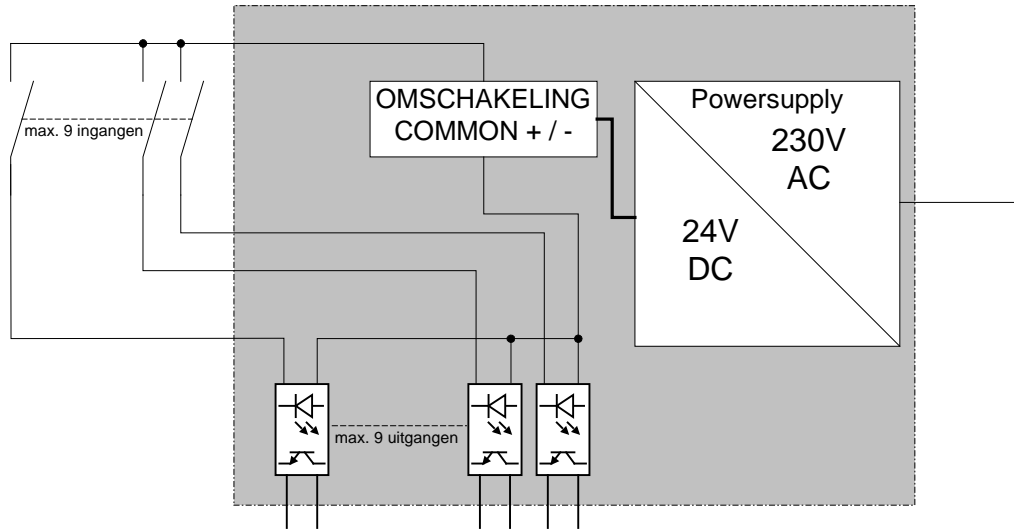 OMSCHAKELING
COMMON + / -
Powersupply
230V
AC
24V
DC
max. 9 ingangen
max. 9 uitgangen